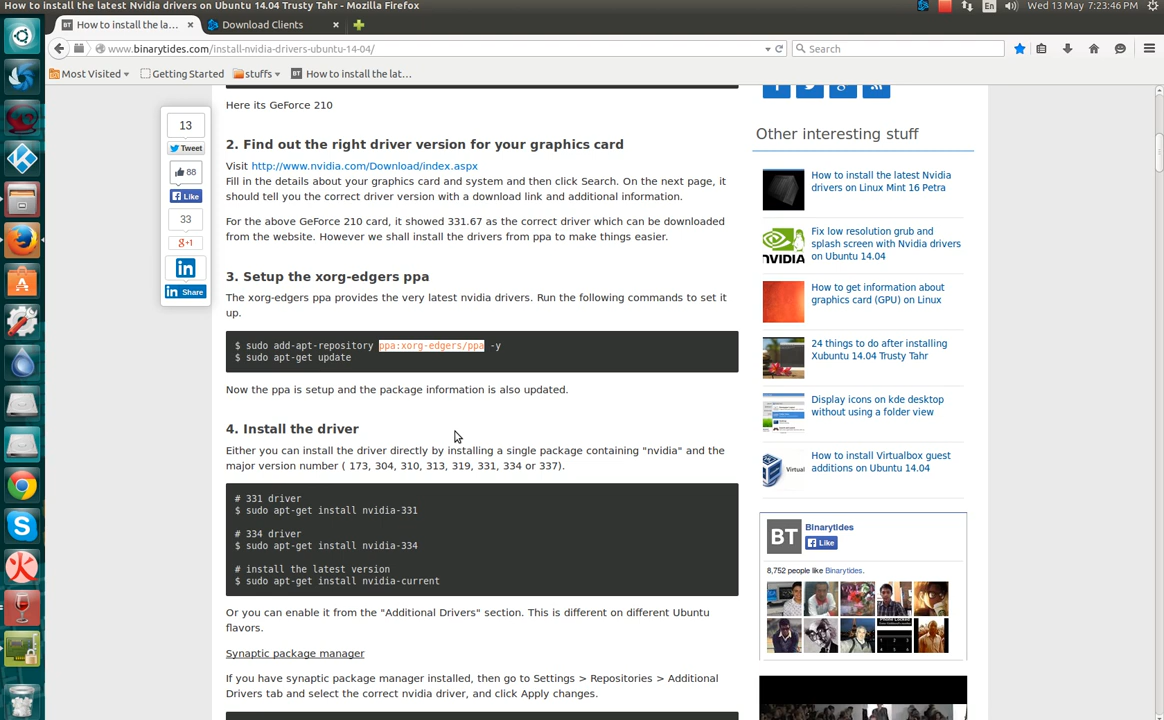 How to install the latest Nvidia drivers on Ubuntu 14.04 Trusty Tahr - Mozilla Firefox
En
Wed 13 May 7:23:46 PM
BT How to install the la... ×
Download Clients ×
www.binarytides.com/install-nvidia-drivers-ubuntu-14-04/
Search
Most Visited
Getting Started
stuffs
BT How to install the lat...
13
Tweet
88
Like
33
g+1
in
in Share
Here its GeForce 210
2. Find out the right driver version for your graphics card
Visit http://www.nvidia.com/Download/index.aspx
Fill in the details about your graphics card and system and then click Search. On the next page, it
should tell you the correct driver version with a download link and additional information.
For the above GeForce 210 card, it showed 331.67 as the correct driver which can be downloaded
from the website. However we shall install the drivers from ppa to make things easier.
3. Setup the xorg-edgers ppa
The xorg-edgers ppa provides the very latest nvidia drivers. Run the following commands to set it
up.
$ sudo add-apt-repository ppa:xorg-edgers/ppa -y
$ sudo apt-get update
Now the ppa is setup and the package information is also updated.
4. Install the driver
Either you can install the driver directly by installing a single package containing "nvidia" and the
major version number ( 173, 304, 310, 313, 319, 331, 334 or 337).
# 331 driver
$ sudo apt-get install nvidia-331
# 334 driver
$ sudo apt-get install nvidia-334
# install the latest version
$ sudo apt-get install nvidia-current
Or you can enable it from the "Additional Drivers" section. This is different on different Ubuntu
flavors.
Synaptic package manager
If you have synaptic package manager installed, then go to Settings > Repositories > Additional
Drivers tab and select the correct nvidia driver, and click Apply changes.
Other interesting stuff
How to install the latest Nvidia
drivers on Linux Mint 16 Petra
NVIDIA
Fix low resolution grub and
splash screen with Nvidia drivers
on Ubuntu 14.04
How to get information about
graphics card (GPU) on Linux
24 things to do after installing
Xubuntu 14.04 Trusty Tahr
Display icons on kde desktop
without using a folder view
Virtual
How to install Virtualbox guest
additions on Ubuntu 14.04
BT
Binarytides
Like
8,752 people like Binarytides.